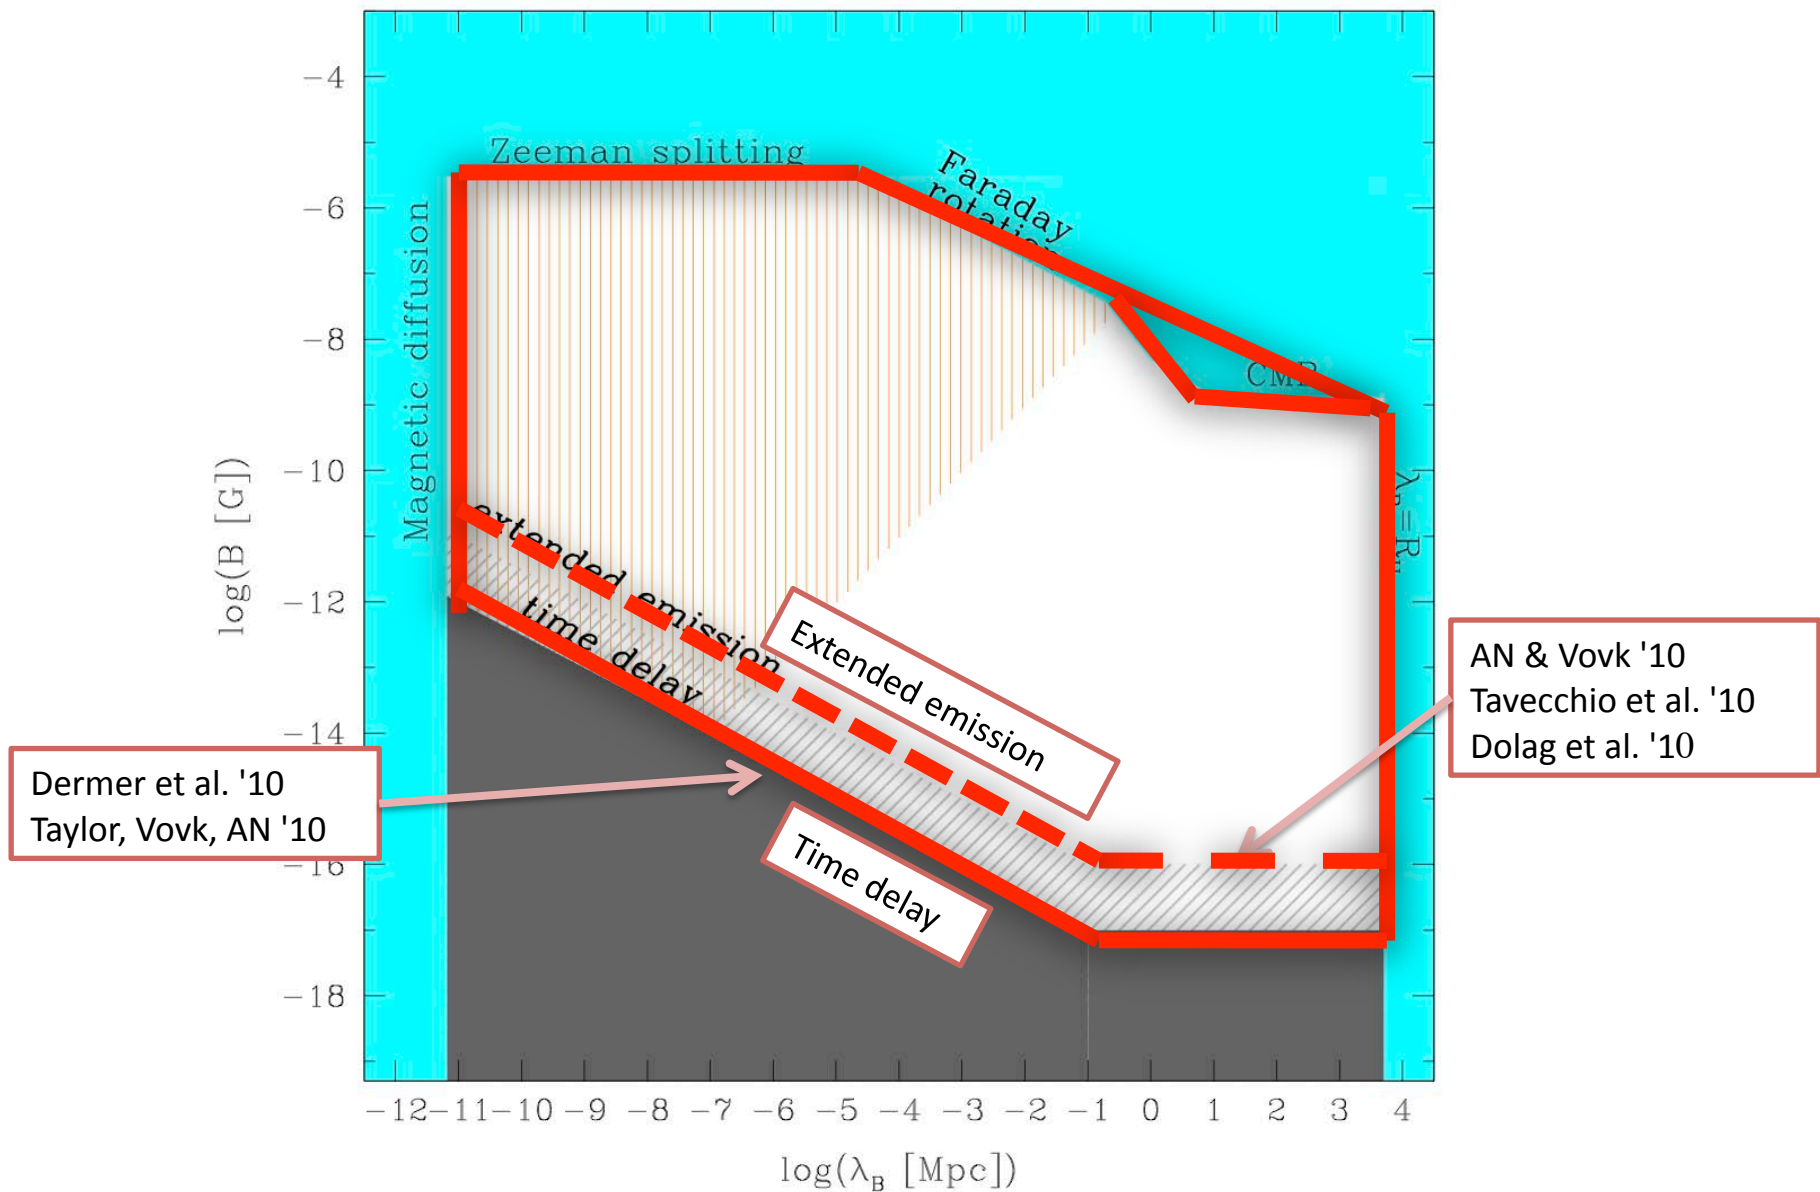 −4
−6
−8
−10
−12
−14
−16
−18
log(B [G])
Zeeman splitting
Faraday
rotation
Magnetic diffusion
CMB
extended emission
time delay
Extended emission
Time delay
AN & Vovk '10
Tavecchio et al. '10
Dolag et al. '10
Dermer et al. '10
Taylor, Vovk, AN '10
−12 −11 −10 −9 −8 −7 −6 −5 −4 −3 −2 −1 0 1 2 3 4
log(λ_B [Mpc])